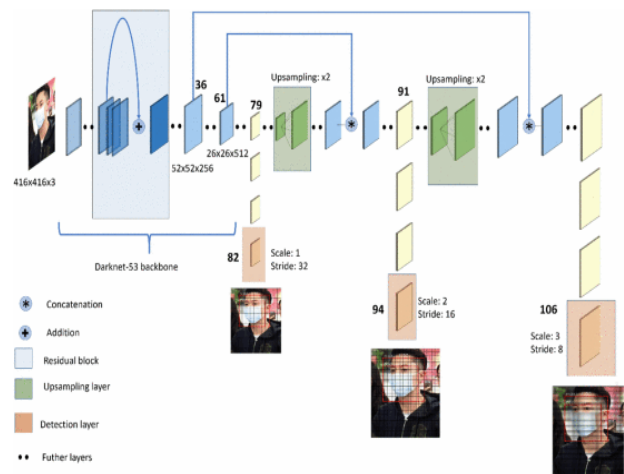 36
61
79
Upsampling: x2
91
Upsampling: x2
416x416x3
52x52x256
26x26x512
Darknet-53 backbone
82
Scale: 1
Stride: 32
94
Scale: 2
Stride: 16
106
Scale: 3
Stride: 8
Concatenation
Addition
Residual block
Upsampling layer
Detection layer
Futher layers